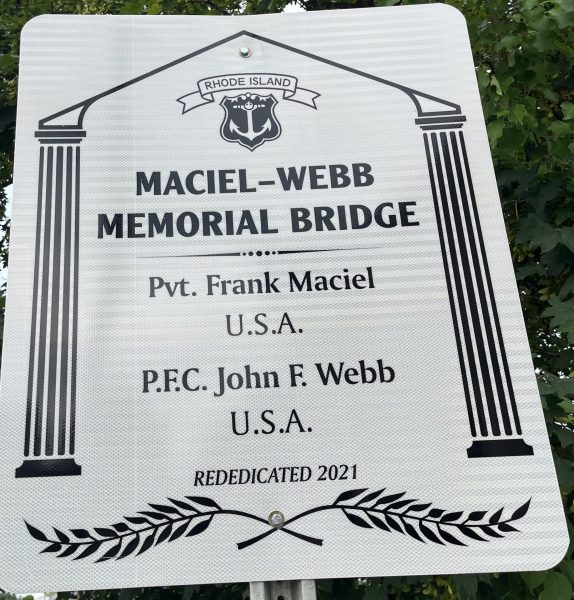 RHODE ISLAND
MACIEL–WEBB
MEMORIAL BRIDGE
Pvt. Frank Maciel
U.S.A.
P.F.C. John F. Webb
U.S.A.
REDEDICATED 2021